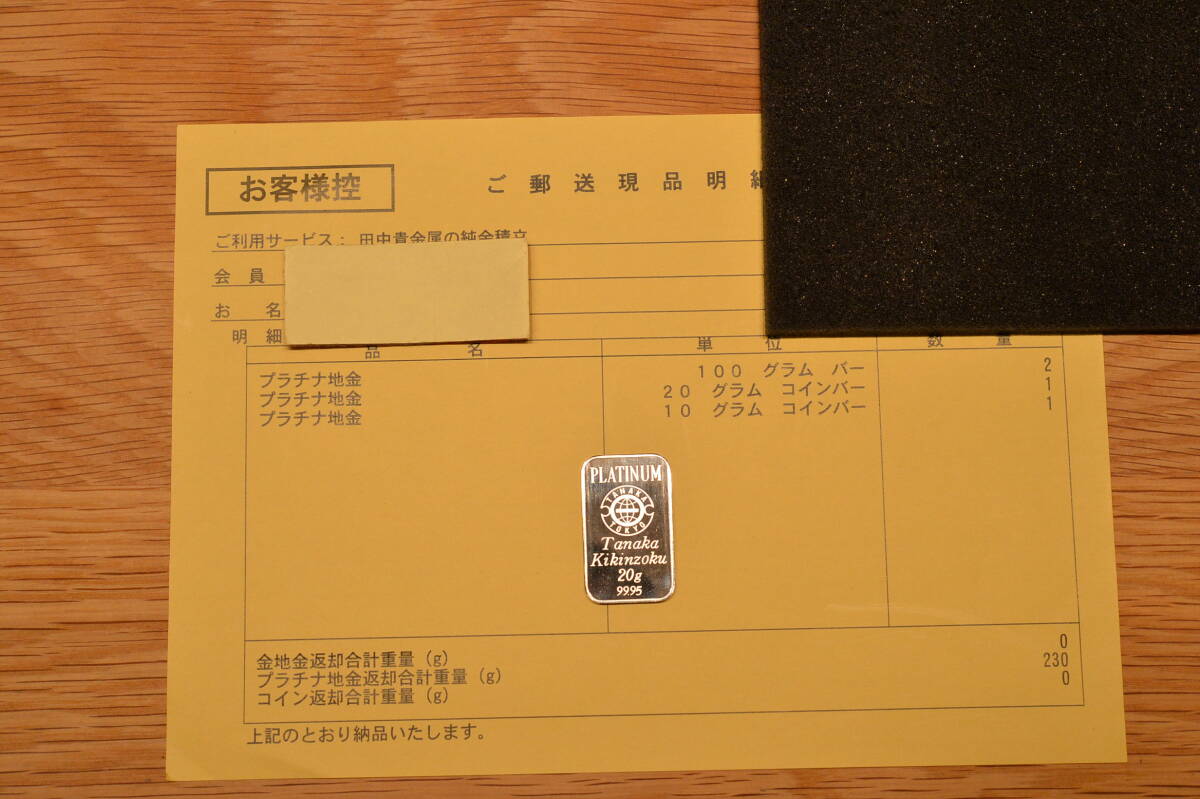 お客様控
ご郵送現品明細
ご利用サービス： 田中貴金属の純金積立
会 員
お 名
明 細
品 名 単 位 数 量
プラチナ地金 １００ グラム バー 2
プラチナ地金 ２０ グラム コインバー 1
プラチナ地金 １０ グラム コインバー 1
PLATINUM
TANAKA
TOKYO
Tanaka
Kikinzoku
20g
9995
金地金返却合計重量（g） 0
プラチナ地金返却合計重量（g） 230
コイン返却合計重量（g） 0
上記のとおり納品いたします。